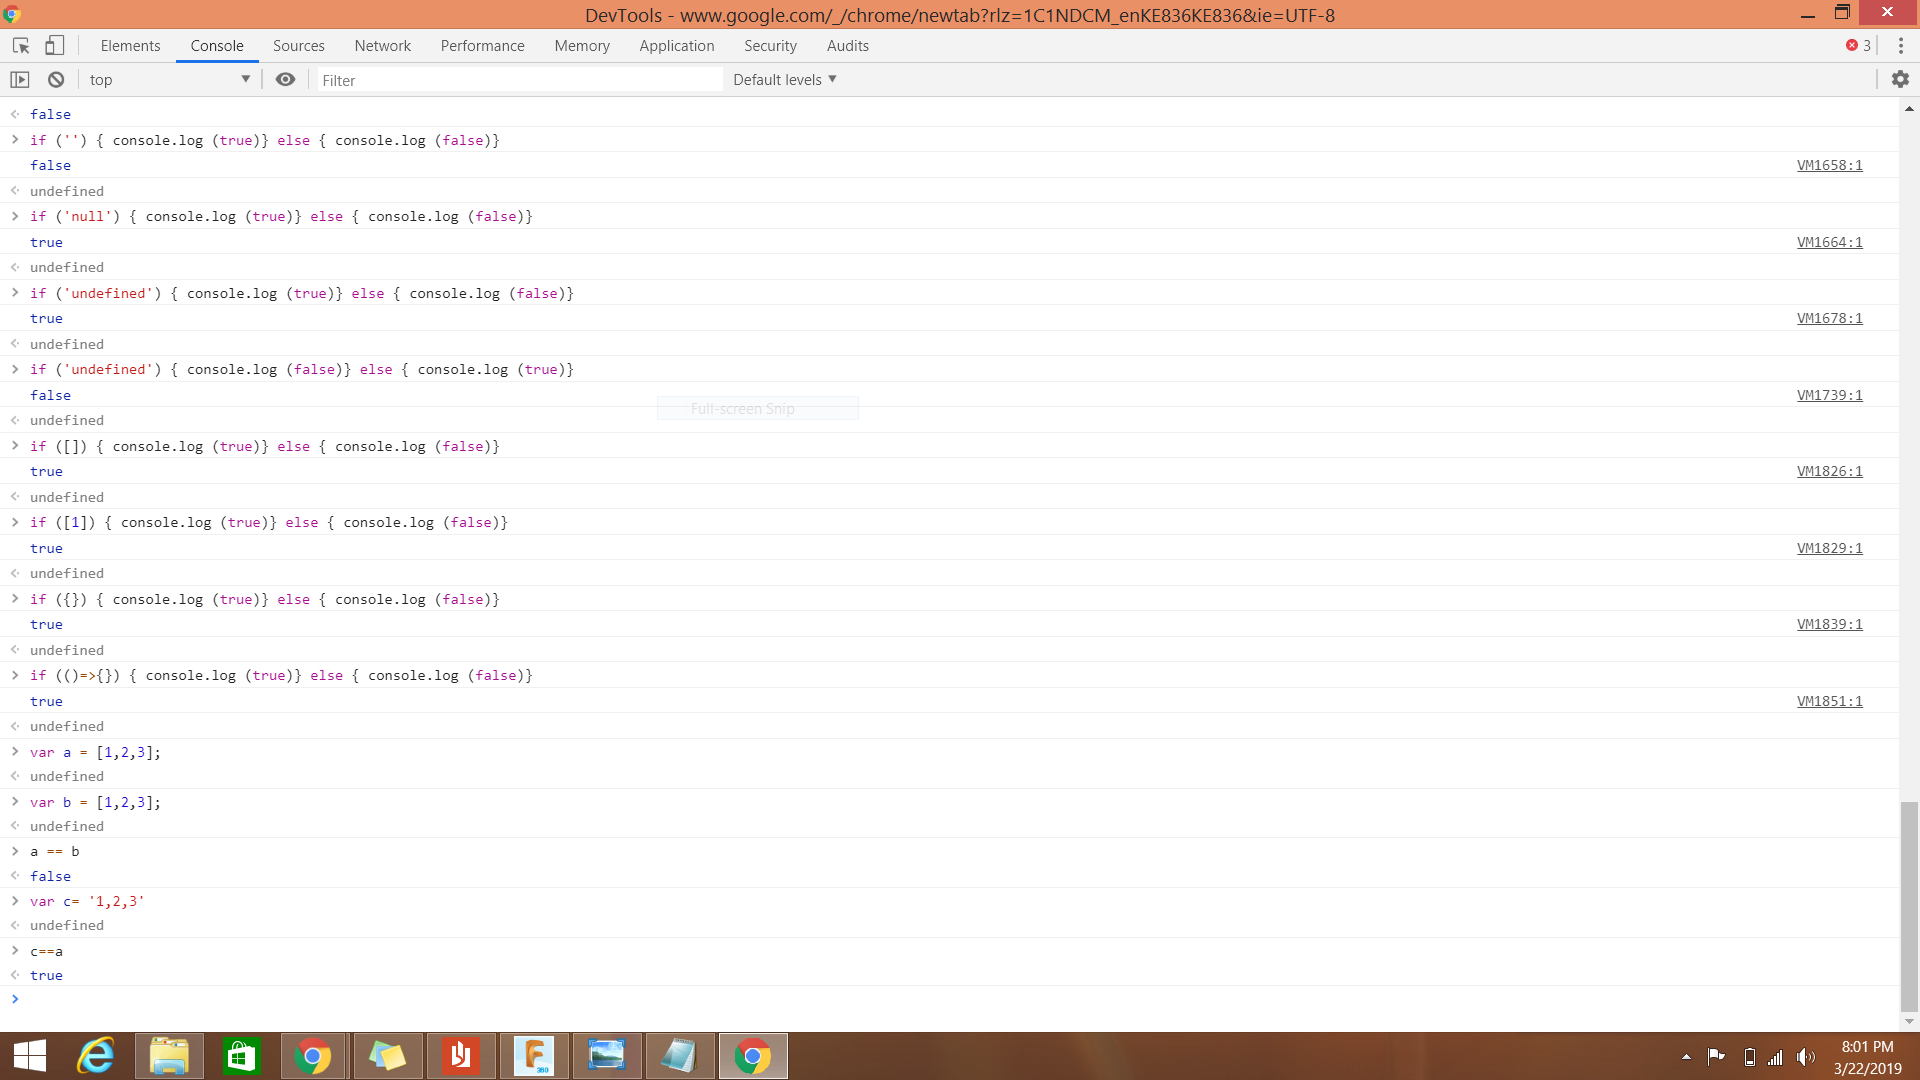 DevTools - www.google.com/_/chrome/newtab?rlz=1C1NDCM_enKE836KE836&ie=UTF-8
Elements Console Sources Network Performance Memory Application Security Audits 3
top Filter Default levels
false
if ('') { console.log (true)} else { console.log (false)}
false VM1658:1
undefined
if ('null') { console.log (true)} else { console.log (false)}
true VM1664:1
undefined
if ('undefined') { console.log (true)} else { console.log (false)}
true VM1678:1
undefined
if ('undefined') { console.log (false)} else { console.log (true)}
false VM1739:1
Full-screen Snip
undefined
if ([]) { console.log (true)} else { console.log (false)}
true VM1826:1
undefined
if ([1]) { console.log (true)} else { console.log (false)}
true VM1829:1
undefined
if ({}) { console.log (true)} else { console.log (false)}
true VM1839:1
undefined
if (()=>{}) { console.log (true)} else { console.log (false)}
true VM1851:1
undefined
var a = [1,2,3];
undefined
var b = [1,2,3];
undefined
a == b
false
var c= '1,2,3'
undefined
c==a
true
360
8:01 PM
3/22/2019